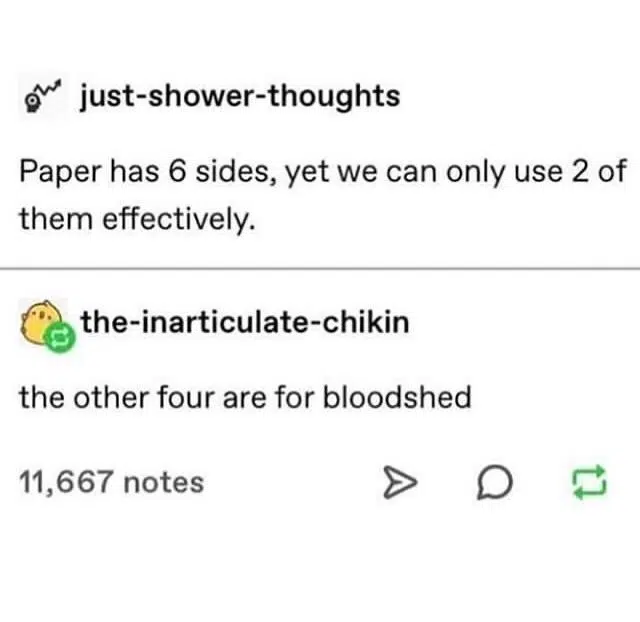 just-shower-thoughts
Paper has 6 sides, yet we can only use 2 of
them effectively.
the-inarticulate-chikin
the other four are for bloodshed
11,667 notes